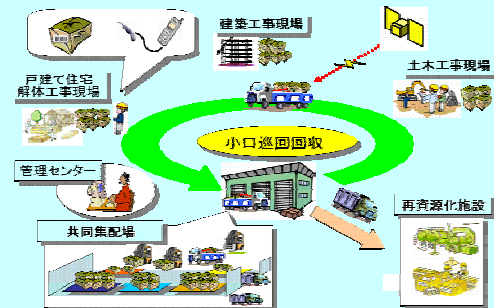 建築工事現場
土木工事現場
戸建て住宅
解体工事現場
小口巡回回収
管理センター
再資源化施設
共同集配場